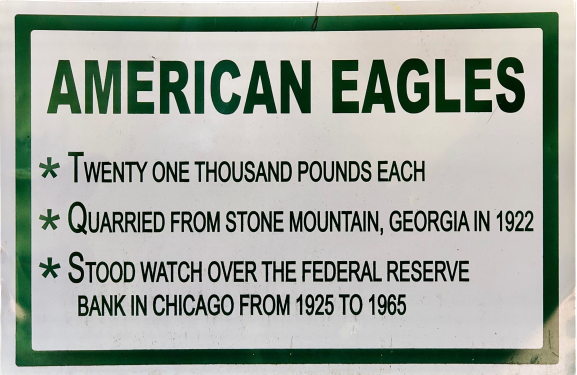 AMERICAN EAGLES
* TWENTY ONE THOUSAND POUNDS EACH
* QUARRIED FROM STONE MOUNTAIN, GEORGIA IN 1922
* STOOD WATCH OVER THE FEDERAL RESERVE
BANK IN CHICAGO FROM 1925 TO 1965